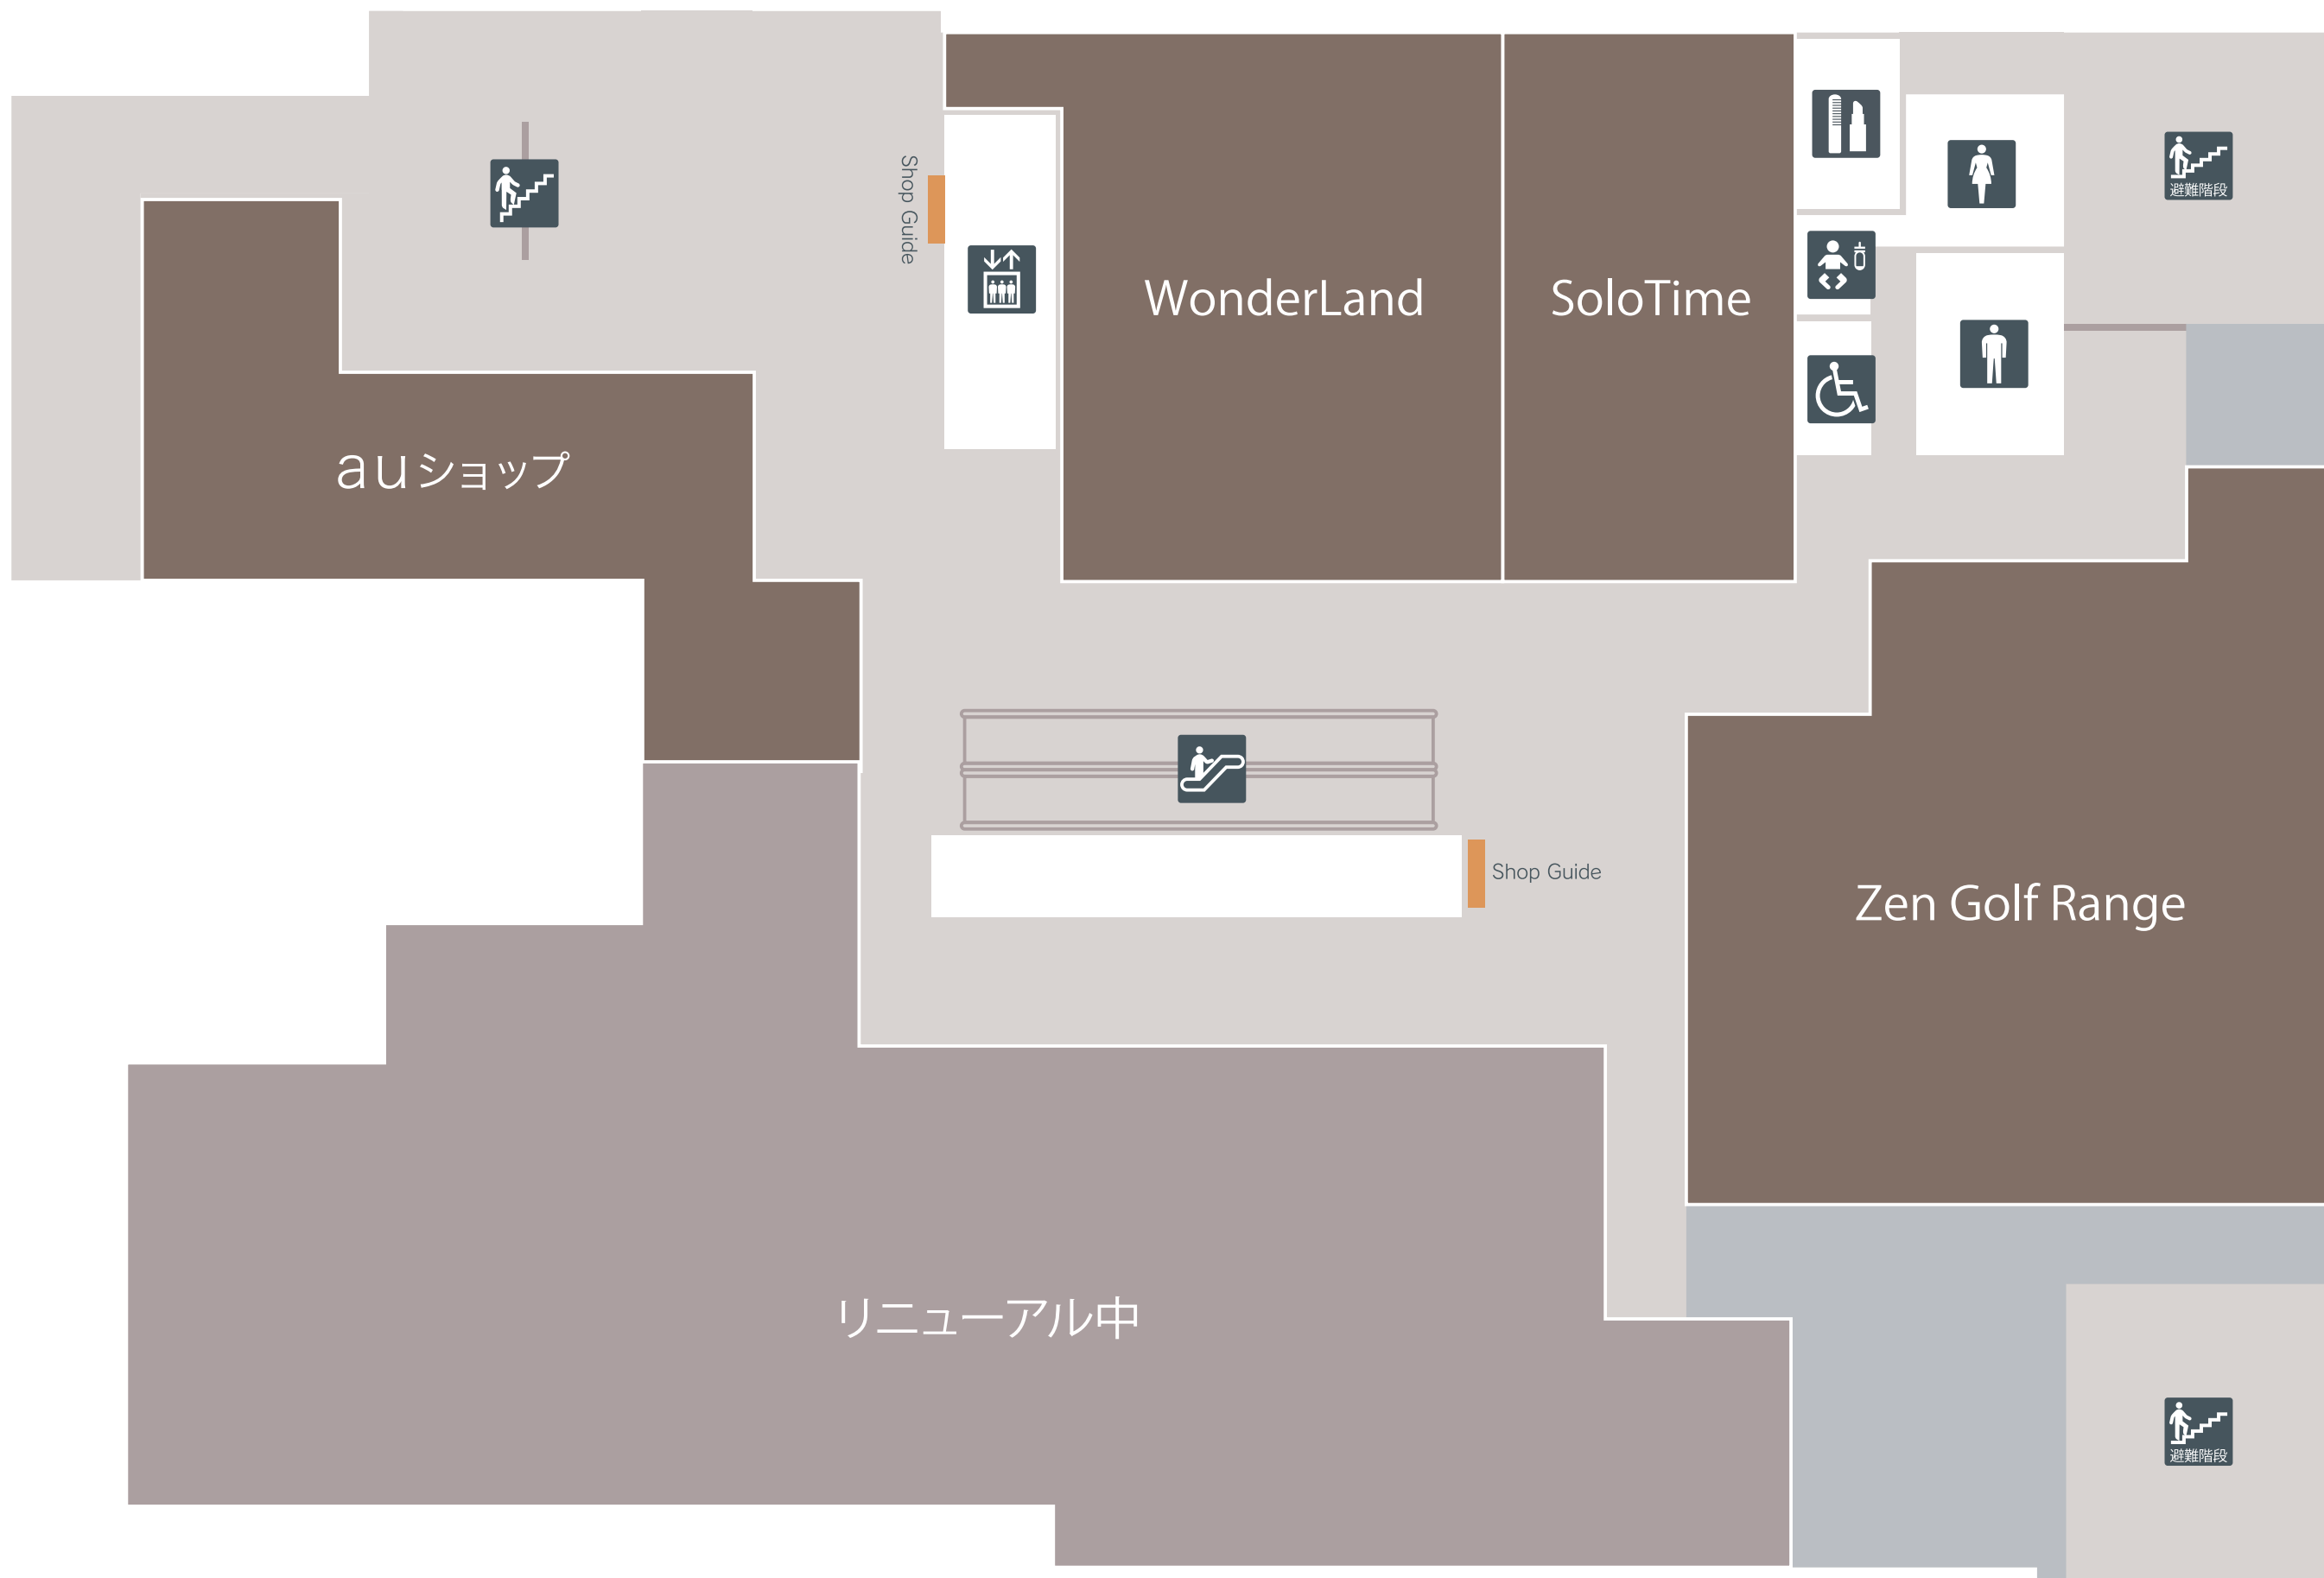 避難階段
Shop Guide
WonderLand
SoloTime
auショップ
Shop Guide
Zen Golf Range
リニューアル中
避難階段